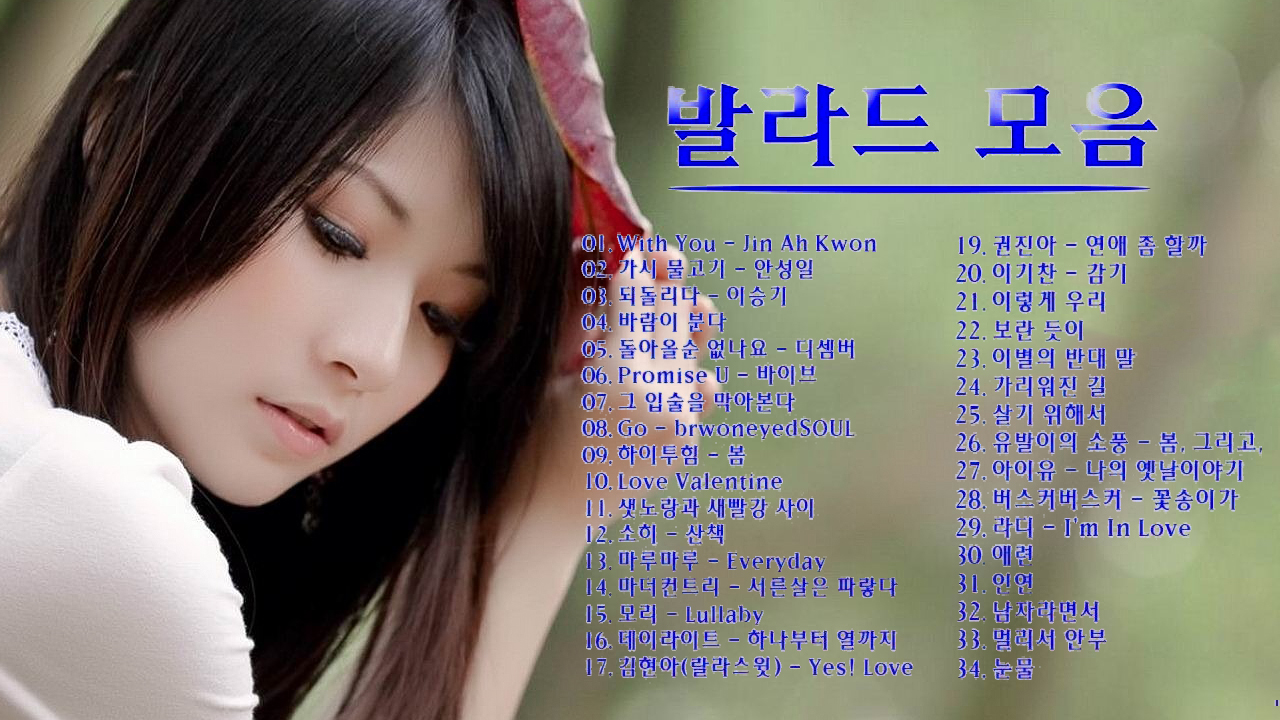 발라드 모음
01. With You - Jin Ah Kwon
02. 가시 물고기 - 안성일
03. 되돌리다 - 이승기
04. 바람이 분다
05. 돌아올순 없나요 - 디셈버
06. Promise U - 바이브
07. 그 입술을 막아본다
08. Go - brwoneyedSOUL
09. 하이투힘 - 봄
10. Love Valentine
11. 샛노랑과 새빨강 사이
12. 소히 - 산책
13. 마루마루 - Everyday
14. 마더컨트리 - 서른살은 파랗다
15. 모리 - Lullaby
16. 데이라이트 - 하나부터 열까지
17. 김현아(랄라스윗) - Yes! Love
19. 권진아 - 연애 좀 할까
20. 이기찬 - 감기
21. 이렇게 우리
22. 보란 듯이
23. 이별의 반대 말
24. 가리워진 길
25. 살기 위해서
26. 유발이의 소풍 - 봄, 그리고,
27. 아이유 - 나의 옛날이야기
28. 버스커버스커 - 꽃송이가
29. 라디 - I'm In Love
30. 애련
31. 인연
32. 남자라면서
33. 멀리서 안부
34. 눈물